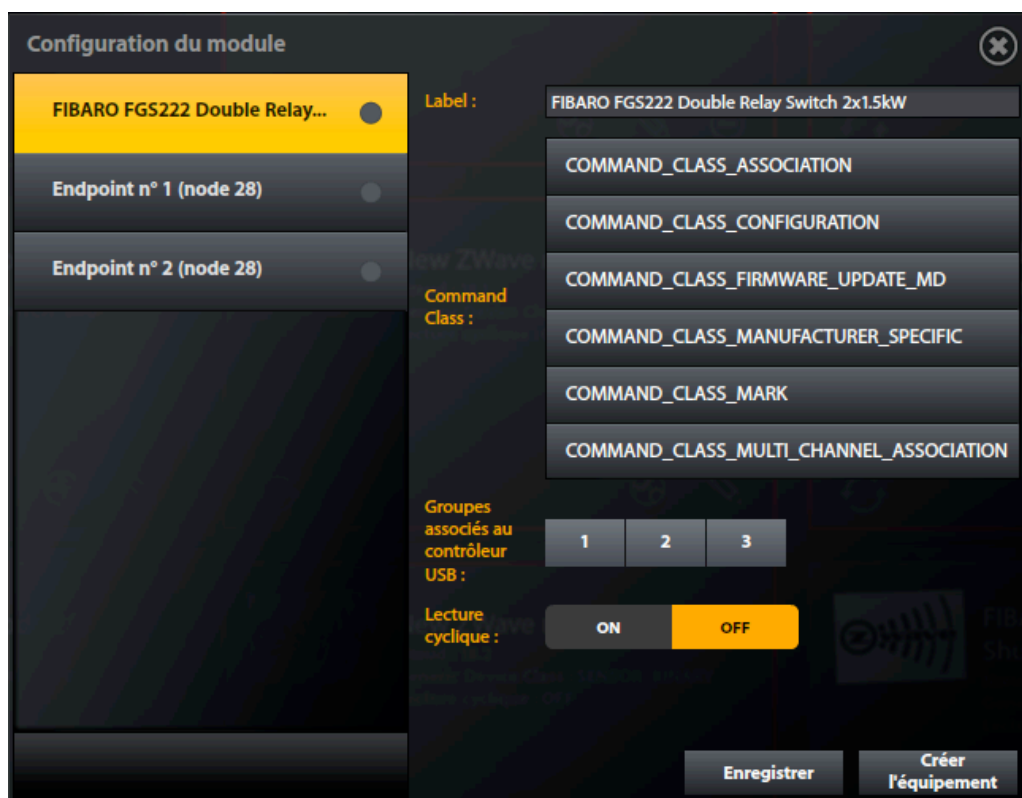 Configuration du module
FIBARO FGS222 Double Relay...
Endpoint n° 1 (node 28)
Endpoint n° 2 (node 28)
Label :
FIBARO FGS222 Double Relay Switch 2x1.5kW
Command
Class :
COMMAND_CLASS_ASSOCIATION
COMMAND_CLASS_CONFIGURATION
COMMAND_CLASS_FIRMWARE_UPDATE_MD
COMMAND_CLASS_MANUFACTURER_SPECIFIC
COMMAND_CLASS_MARK
COMMAND_CLASS_MULTI_CHANNEL_ASSOCIATION
Groupes
associés au
contrôleur
USB :
1 2 3
Lecture
cyclique :
ON OFF
Enregistrer
Créer
l'équipement